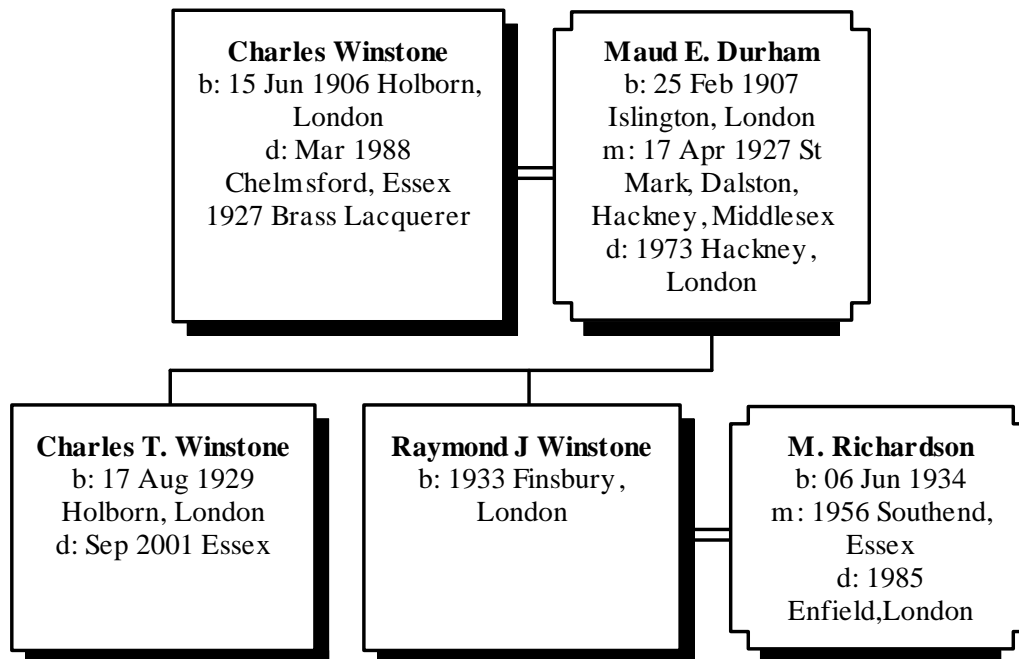 Charles Winstone
b: 15 Jun 1906 Holborn,
London
d: Mar 1988
Chelmsford, Essex
1927 Brass Lacquerer
Maud E. Durham
b: 25 Feb 1907
Islington, London
m: 17 Apr 1927 St
Mark, Dalston,
Hackney, Middlesex
d: 1973 Hackney,
London
Charles T. Winstone
b: 17 Aug 1929
Holborn, London
d: Sep 2001 Essex
Raymond J Winstone
b: 1933 Finsbury,
London
M. Richardson
b: 06 Jun 1934
m: 1956 Southend,
Essex
d: 1985
Enfield,London